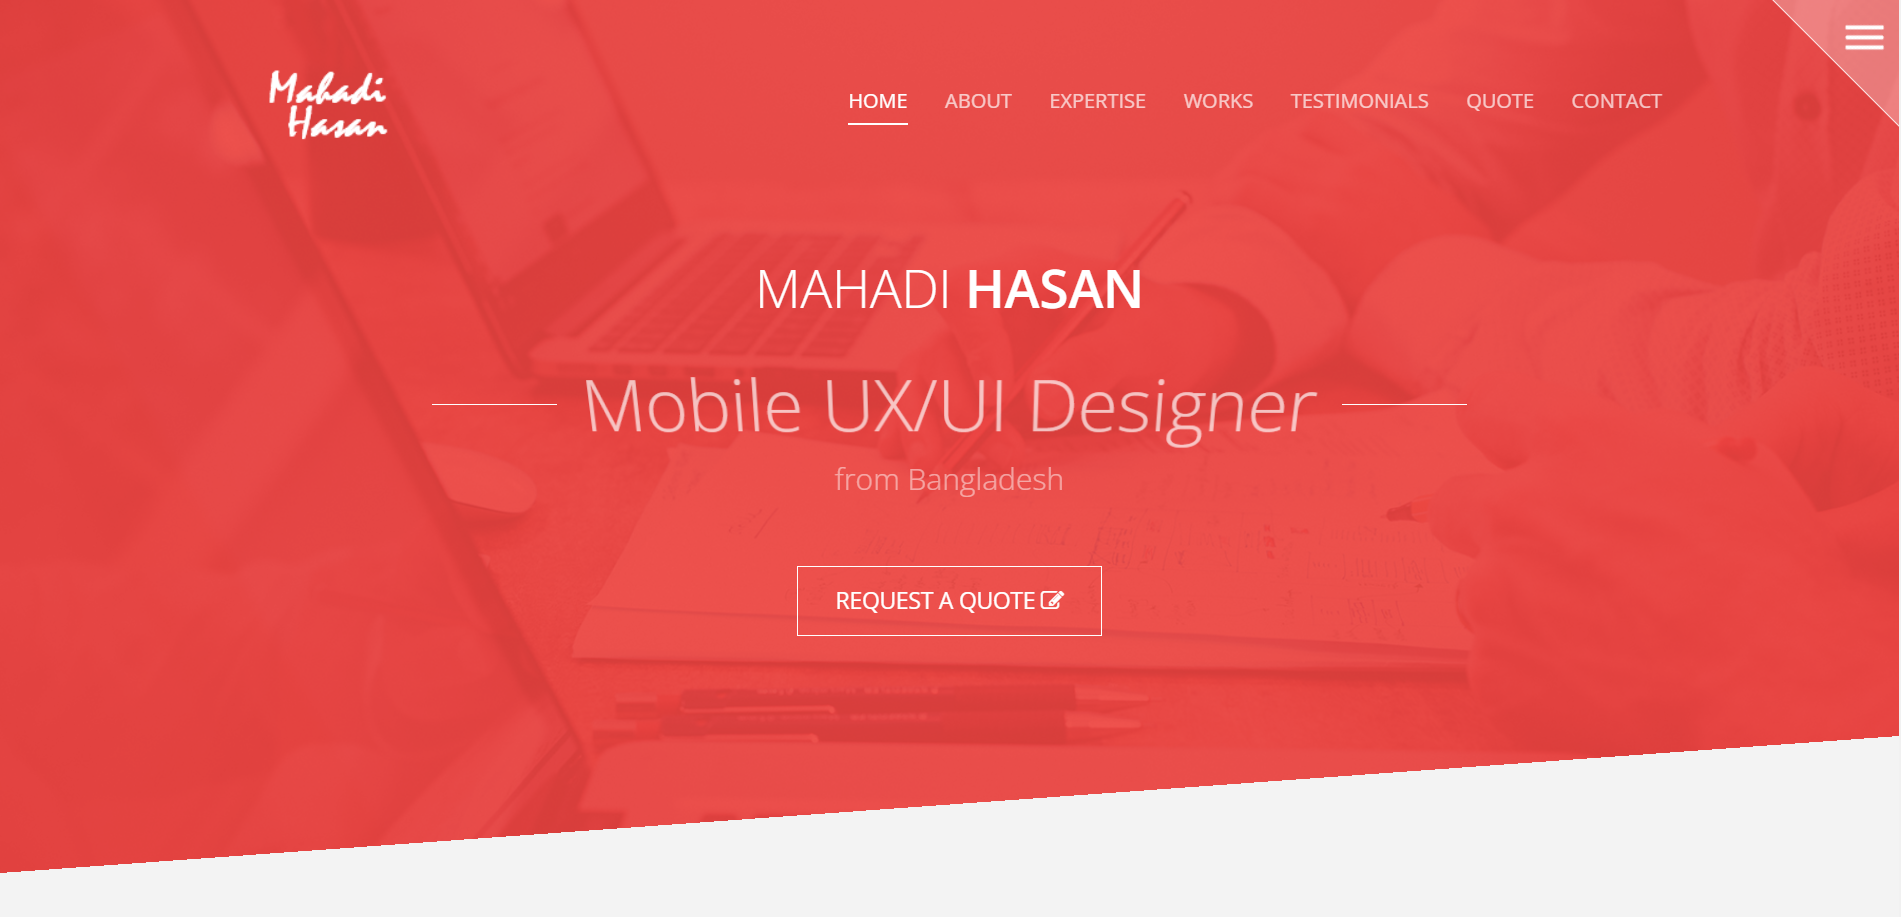 Mahadi
Hasan
HOME ABOUT EXPERTISE WORKS TESTIMONIALS QUOTE CONTACT
MAHADI HASAN
Mobile UX/UI Designer
from Bangladesh
REQUEST A QUOTE